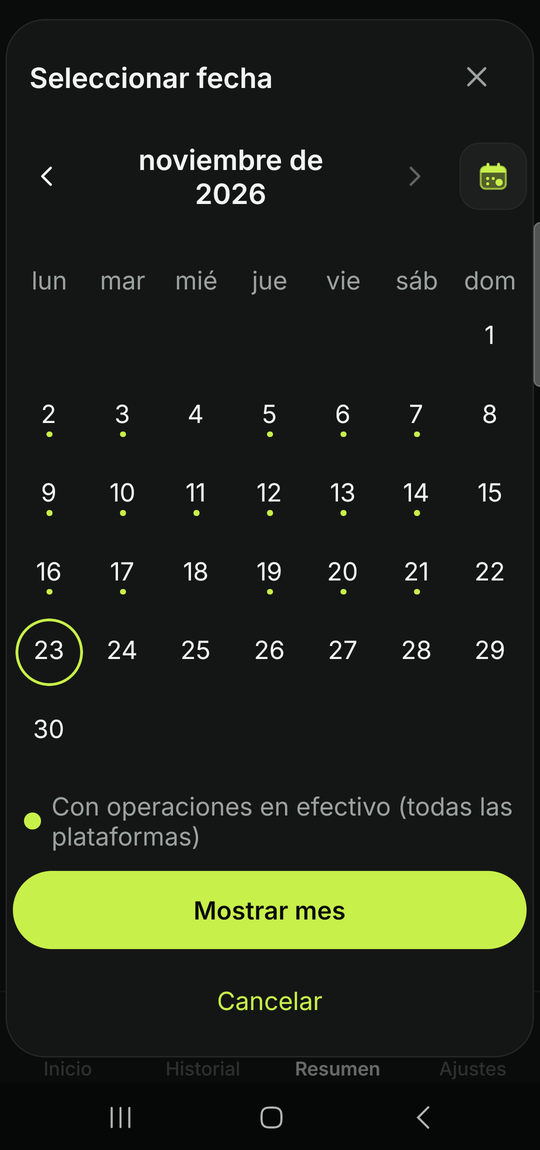 Seleccionar fecha
noviembre de
2026
lun mar mié jue vie sáb dom
1
2 3 4 5 6 7 8
9 10 11 12 13 14 15
16 17 18 19 20 21 22
23 24 25 26 27 28 29
30
Con operaciones en efectivo (todas las
plataformas)
Mostrar mes
Cancelar
Inicio Historial Resumen Ajustes